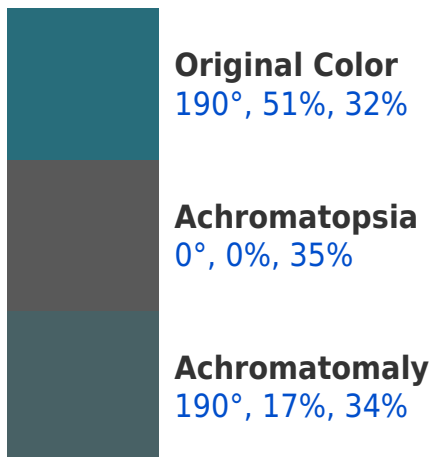 Original Color
190°, 51%, 32%
Achromatopsia
0°, 0%, 35%
Achromatomaly
190°, 17%, 34%